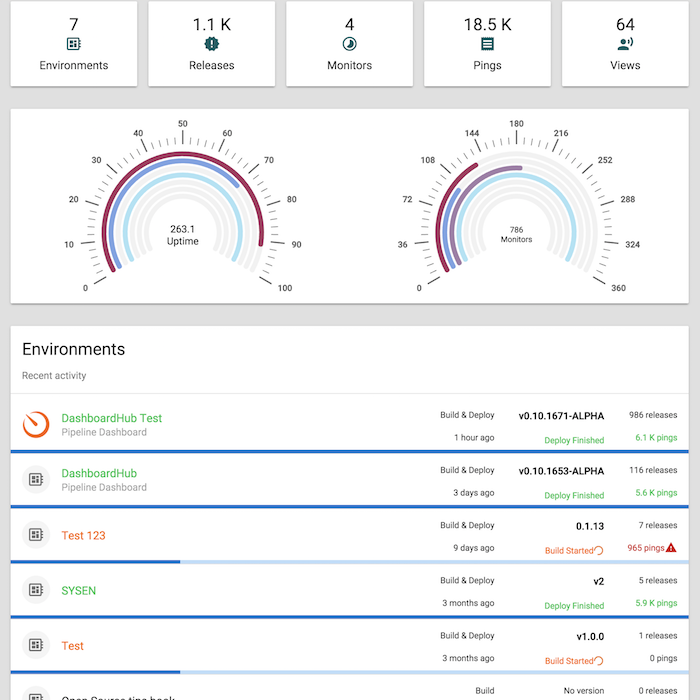 7
Environments
1.1 K
Releases
4
Monitors
18.5 K
Pings
64
Views
0
10
20
30
40
50
60
70
80
90
100
263.1
Uptime
0
36
72
108
144
180
216
252
288
324
360
786
Monitors
Environments
Recent activity
DashboardHub Test
Pipeline Dashboard
Build & Deploy
1 hour ago
v0.10.1671-ALPHA
Deploy Finished
986 releases
6.1 K pings
DashboardHub
Pipeline Dashboard
Build & Deploy
3 days ago
v0.10.1653-ALPHA
Deploy Finished
116 releases
5.6 K pings
Test 123
Build & Deploy
9 days ago
0.1.13
Build Started
7 releases
965 pings
SYSEN
Build & Deploy
3 months ago
v2
Deploy Finished
5 releases
5.9 K pings
Test
Build & Deploy
3 months ago
v1.0.0
Build Started
1 releases
0 pings
Open Source tips book
Build
No version
0 releases